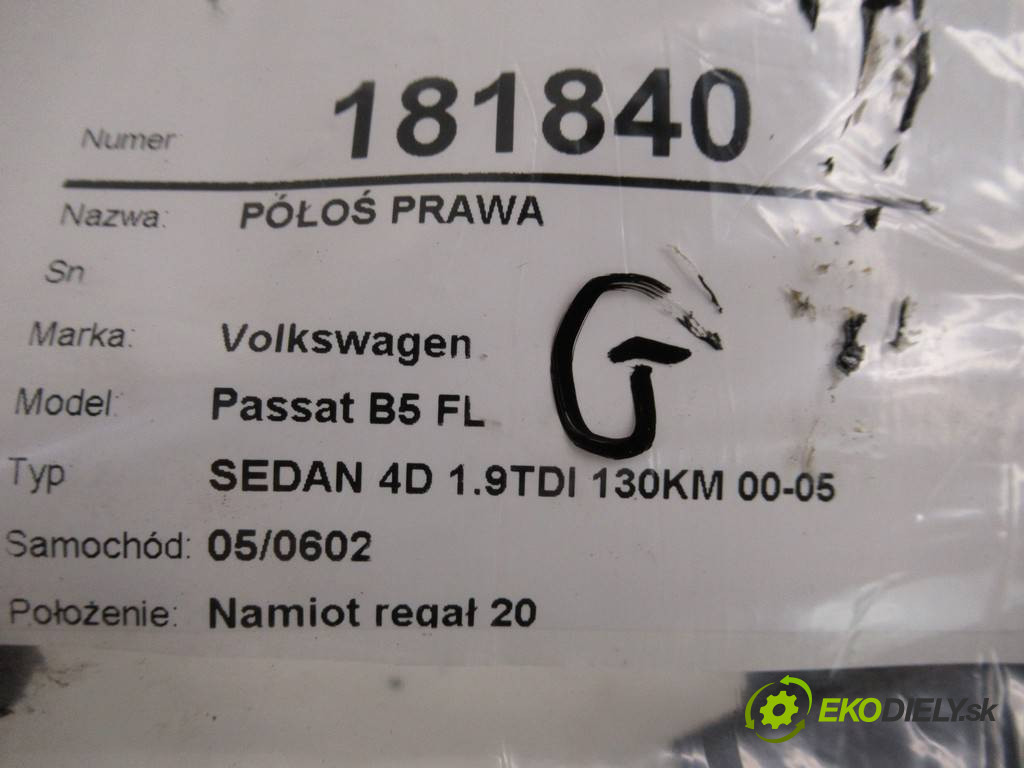 Numer 181840
Nazwa: PÓŁOŚ PRAWA
Sn
Marka: Volkswagen
Model: Passat B5 FL
G
Typ SEDAN 4D 1.9TDI 130KM 00-05
Samochód: 05/0602
Położenie: Namiot regał 20
EKODIELY.sk